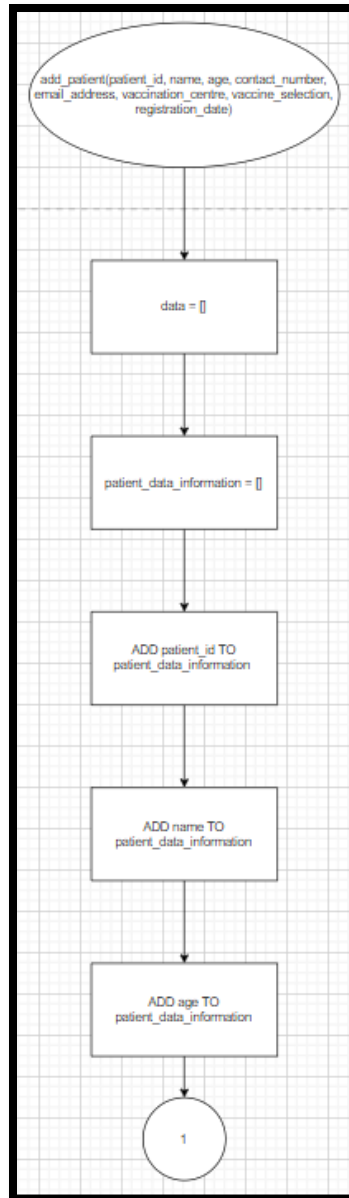 add_patient(patient_id, name, age, contact_number,
email_address, vaccination_centre, vaccine_selection,
registration_date)
data = []
patient_data_information = []
ADD patient_id TO
patient_data_information
ADD name TO
patient_data_information
ADD age TO
patient_data_information
1